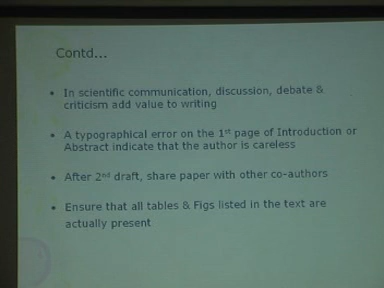 Contd...
• In scientific communication, discussion, debate &
criticism add value to writing
• A typographical error on the 1st page of Introduction or
Abstract indicate that the author is careless
• After 2nd draft, share paper with other co-authors
• Ensure that all tables & Figs listed in the text are
actually present